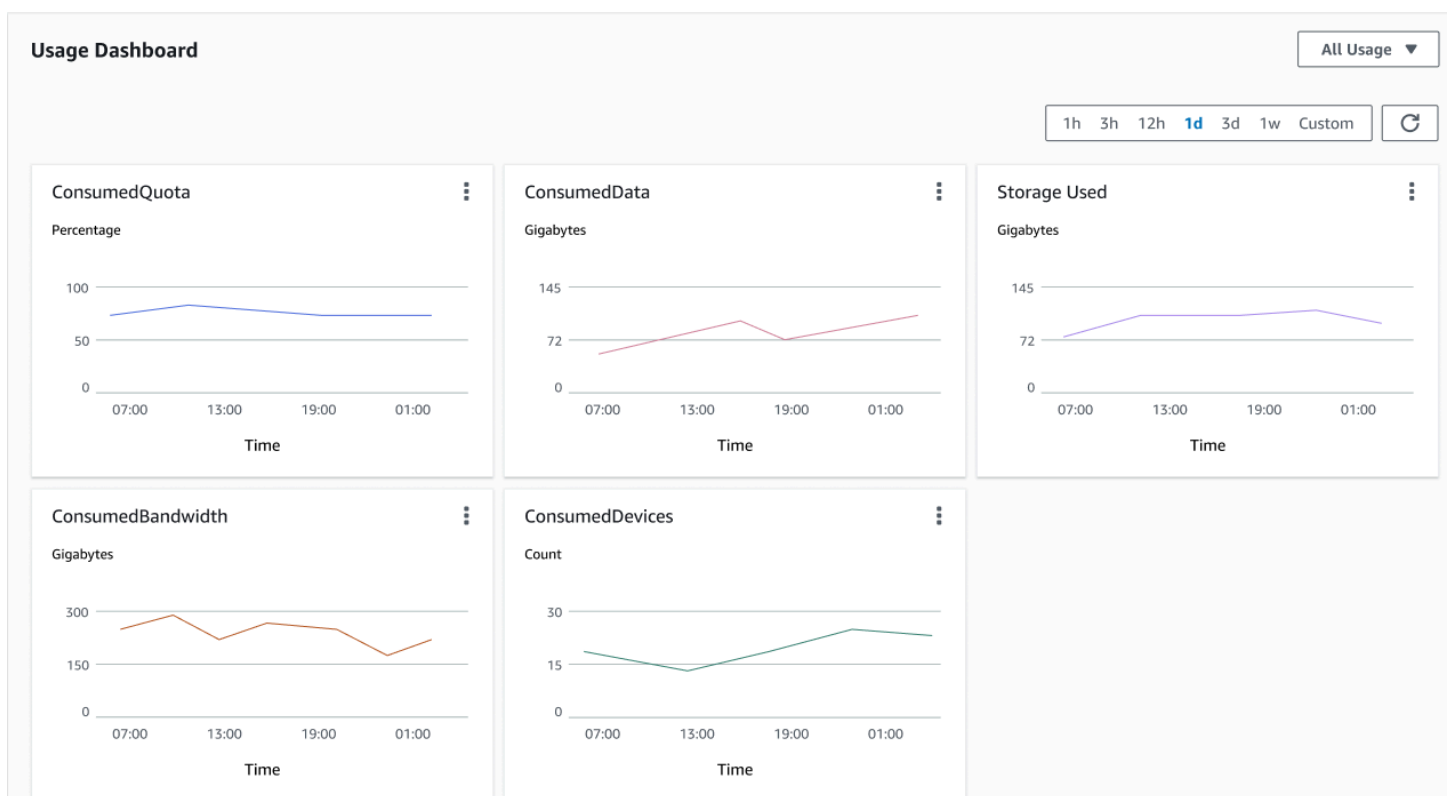 Usage Dashboard
All Usage
1h 3h 12h 1d 3d 1w Custom
ConsumedQuota
Percentage
100
50
0
07:00 13:00 19:00 01:00
Time
ConsumedData
Gigabytes
145
72
0
07:00 13:00 19:00 01:00
Time
Storage Used
Gigabytes
145
72
0
07:00 13:00 19:00 01:00
Time
ConsumedBandwidth
Gigabytes
300
150
0
07:00 13:00 19:00 01:00
Time
ConsumedDevices
Count
30
15
0
07:00 13:00 19:00 01:00
Time